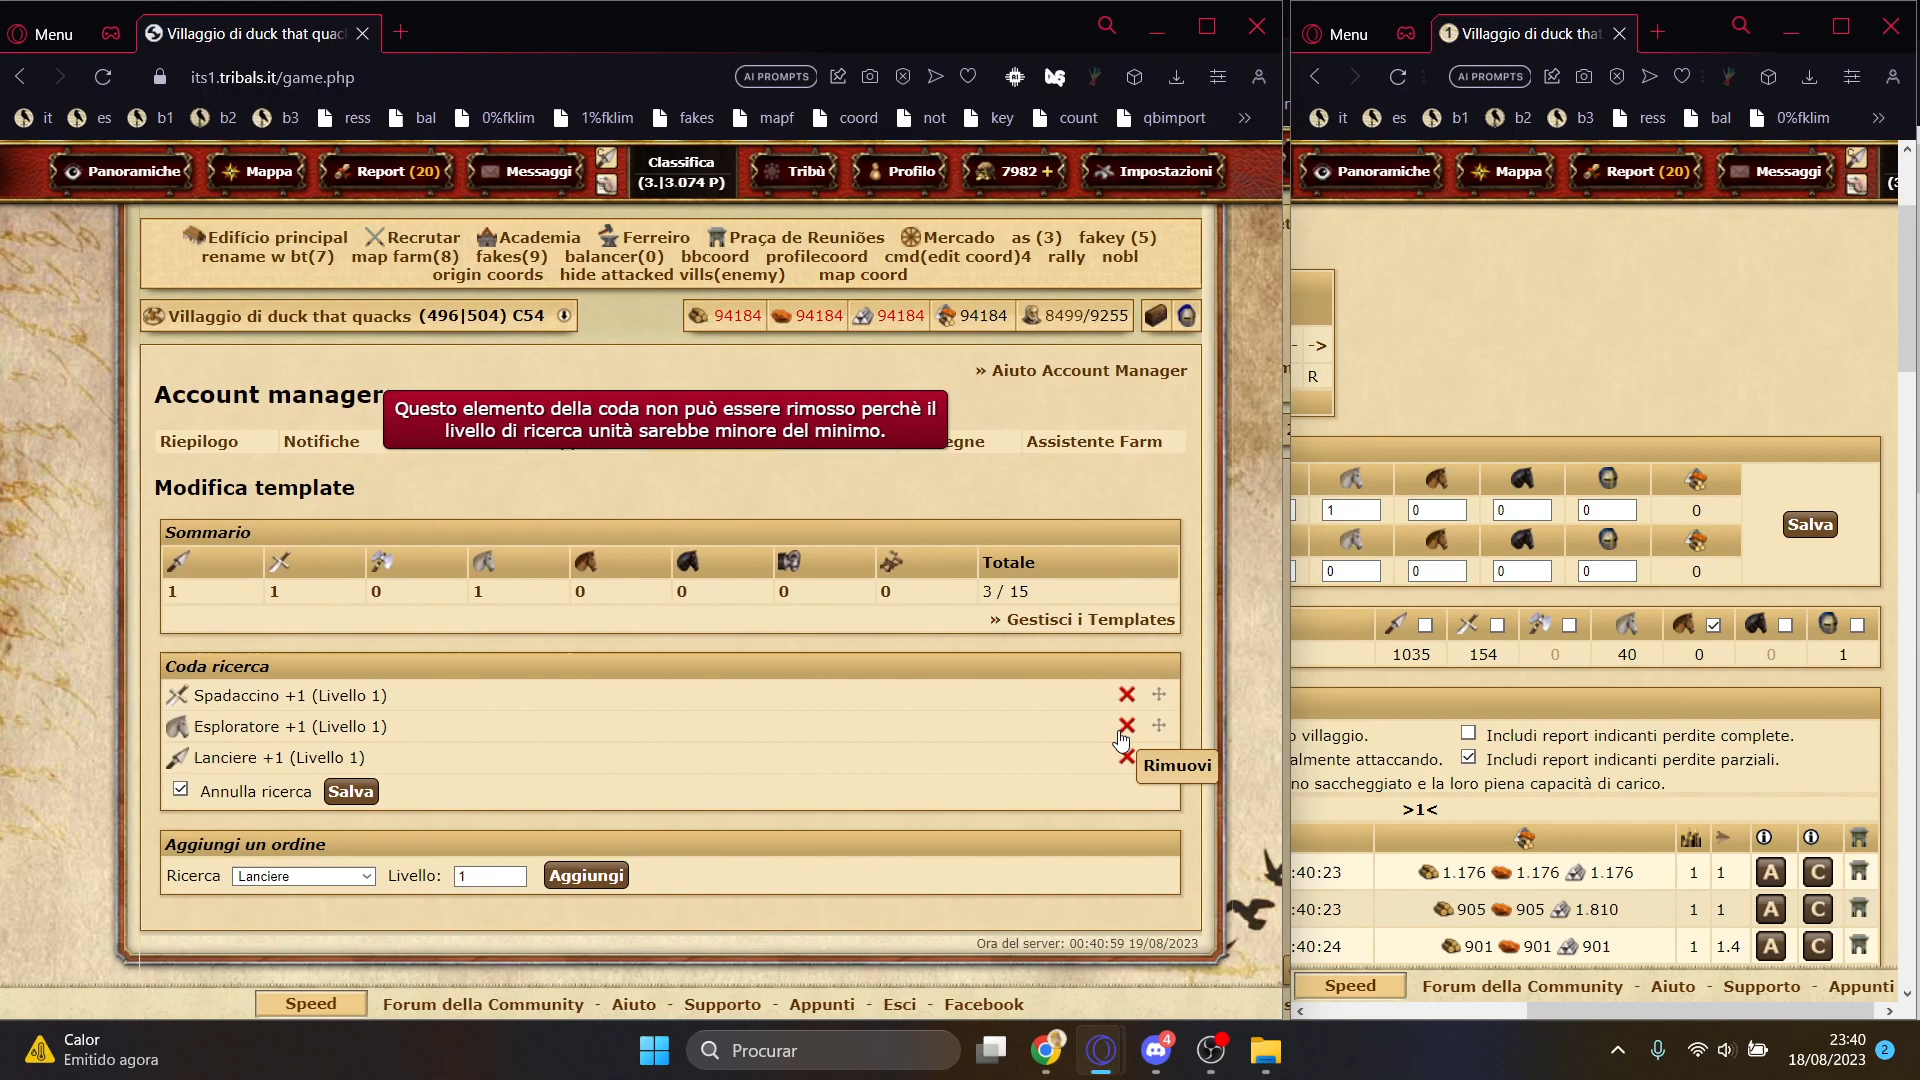 Menu
Villaggio di duck that quac
its1.tribals.it/game.php
AI PROMPTS
it
es
b1
b2
b3
ress
bal
0%fklim
1%fklim
fakes
mapf
coord
not
key
count
qbimport
»
Panoramiche
Mappa
Report (20)
Messaggi
Classifica
(3.|3.074 P)
Tribù
Profilo
7982 +
Impostazioni
Edifício principal
Recrutar
Academia
Ferreiro
Praça de Reuniões
Mercado
as (3)
fakey (5)
rename w bt(7)
map farm(8)
fakes(9)
balancer(0)
bbcoord
profilecoord
cmd(edit coord)4
rally
nobl
origin coords
hide attacked vills(enemy)
map coord
Villaggio di duck that quacks (496|504) C54
94184
94184
94184
94184
8499/9255
» Aiuto Account Manager
Account manager
Questo elemento della coda non può essere rimosso perchè il
livello di ricerca unità sarebbe minore del minimo.
Riepilogo
Notifiche
egne
Assistente Farm
Modifica template
Sommario
Totale
1
1
0
1
0
0
0
0
3 / 15
» Gestisci i Templates
Coda ricerca
Spadaccino +1 (Livello 1)
Esploratore +1 (Livello 1)
Lanciere +1 (Livello 1)
Rimuovi
Annulla ricerca
Salva
Aggiungi un ordine
Ricerca
Lanciere
Livello:
1
Aggiungi
Ora del server: 00:40:59 19/08/2023
Speed
Forum della Community - Aiuto - Supporto - Appunti - Esci - Facebook
Menu
Villaggio di duck that
AI PROMPTS
it
es
b1
b2
b3
ress
bal
0%fklim
»
Panoramiche
Mappa
Report (20)
Messaggi
->
R
1
0
0
0
0
Salva
0
0
0
0
0
1035
154
0
40
0
0
1
o villaggio.
Includi report indicanti perdite complete.
almente attaccando.
Includi report indicanti perdite parziali.
no saccheggiato e la loro piena capacità di carico.
>1<
:40:23
1.176
1.176
1.176
1
1
A
C
:40:23
905
905
1.810
1
1
A
C
:40:24
901
901
901
1
1.4
A
C
Speed
Forum della Community - Aiuto - Supporto - Appunti
Calor
Emitido agora
Procurar
4
23:40
18/08/2023
2